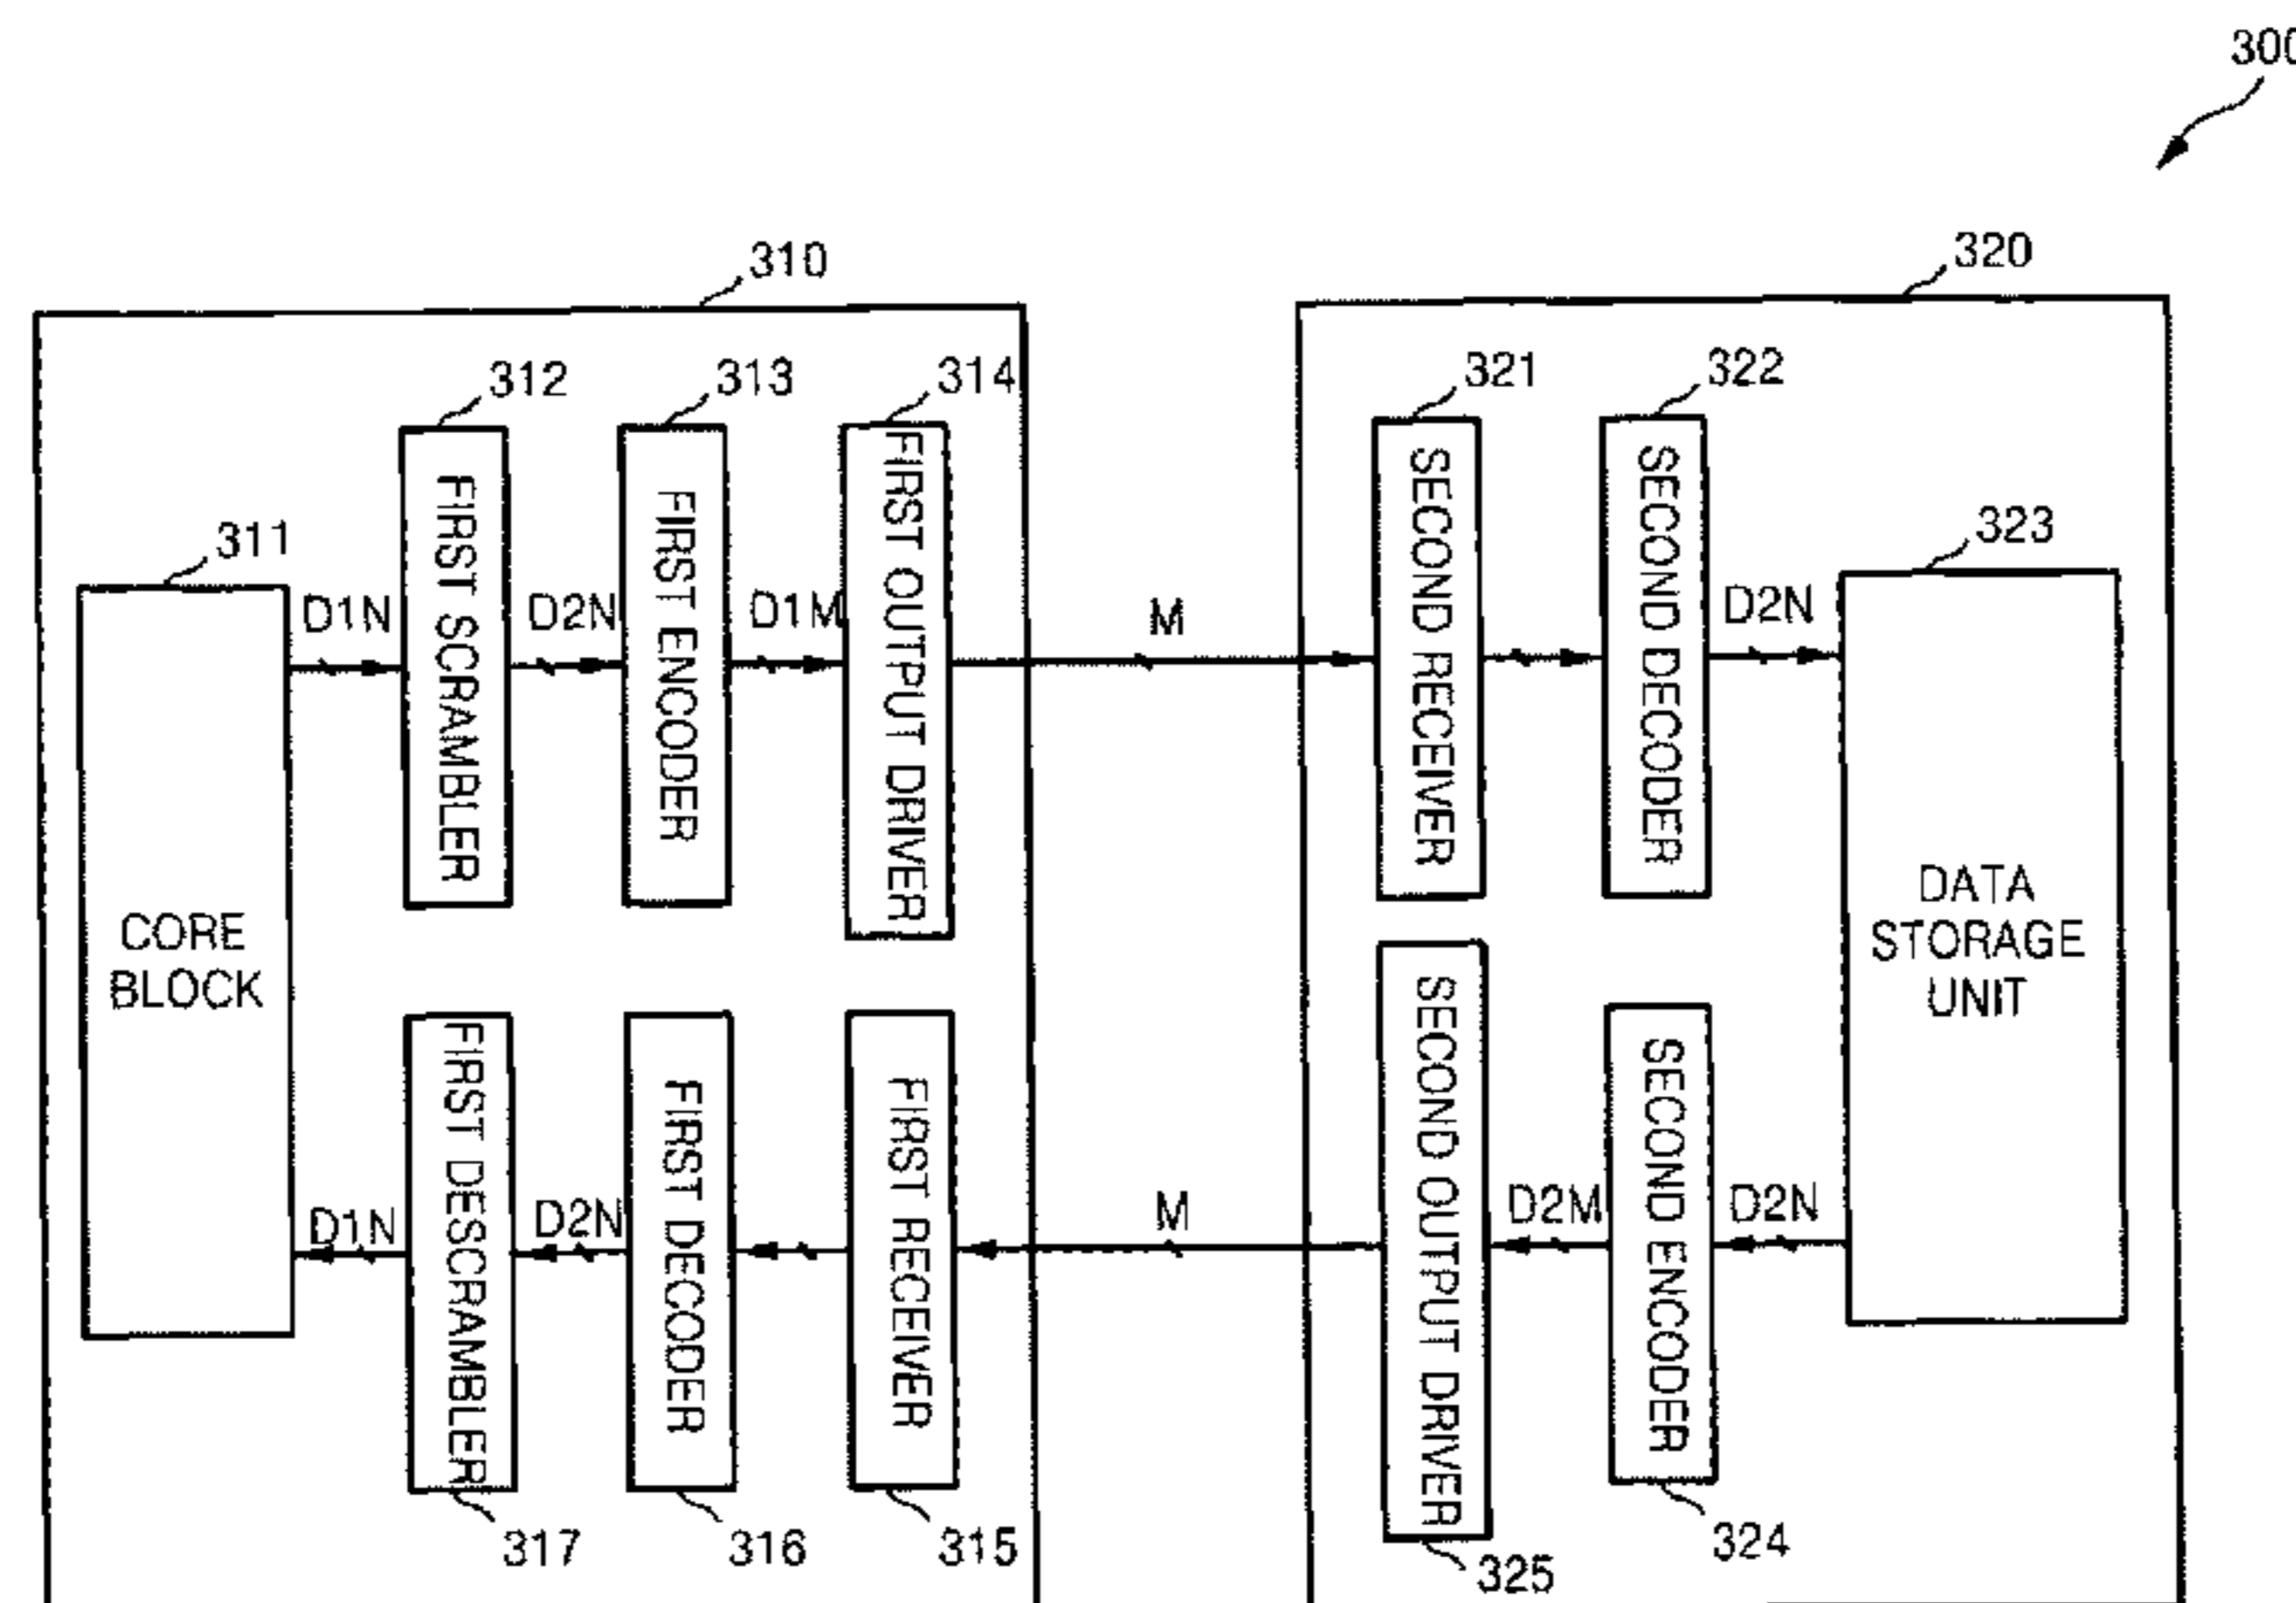 300
310
320
312
313
314
321
322
311
323
FIRST SCRAMBLER
FIRST ENCODER
FIRST OUTPUT DRIVER
SECOND RECEIVER
SECOND DECODER
D1N
D2N
D1M
M
D2N
CORE
BLOCK
DATA
STORAGE
UNIT
FIRST DESCRAMBLER
FIRST DECODER
FIRST RECEIVER
SECOND OUTPUT DRIVER
SECOND ENCODER
D1N
D2N
M
D2M
D2N
317
316
315
325
324